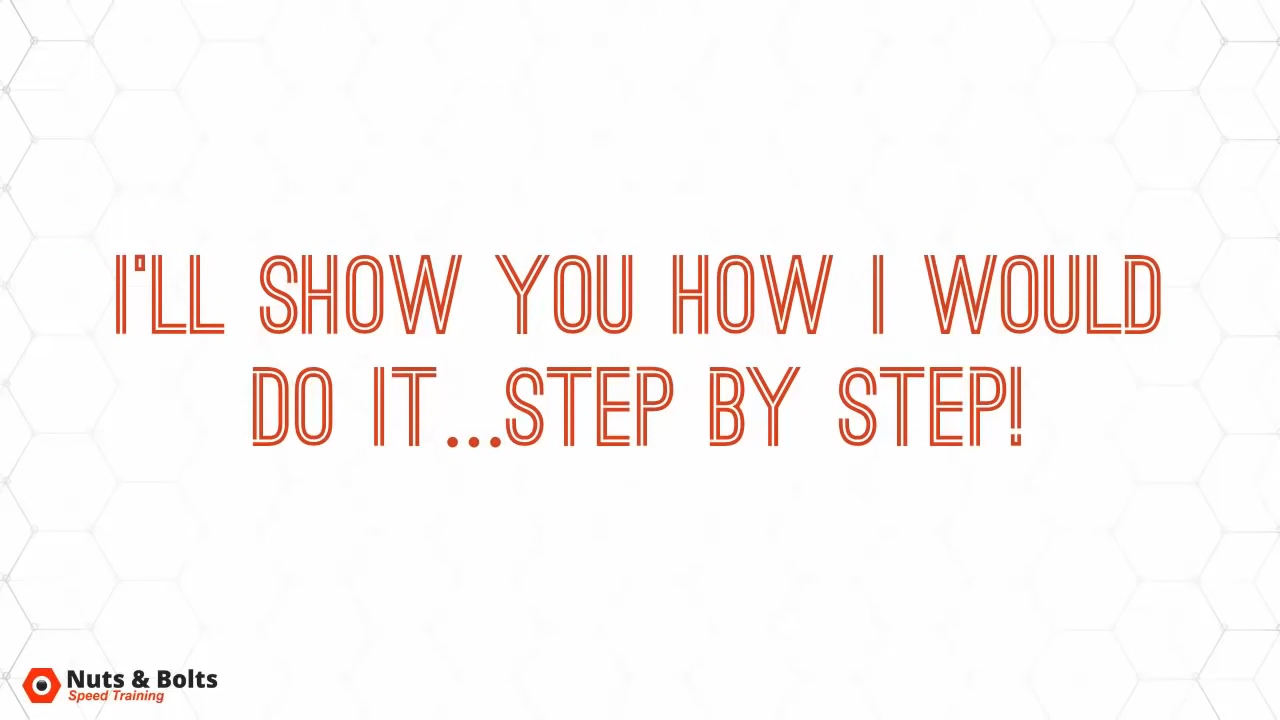 I'LL SHOW YOU HOW I WOULD
DO IT...STEP BY STEP!
Nuts & Bolts
Speed Training